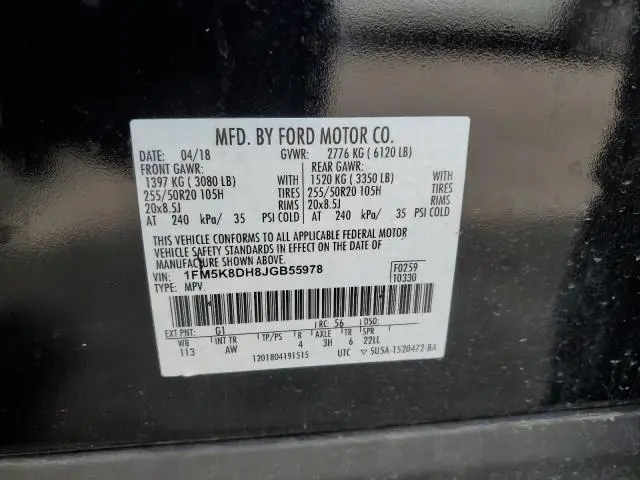 MFD. BY FORD MOTOR CO.
DATE: 04/18 GVWR: 2776 KG ( 6120 LB)
FRONT GAWR: REAR GAWR:
1397 KG ( 3080 LB) WITH 1520 KG ( 3350 LB) WITH
255/50R20 105H TIRES 255/50R20 105H TIRES
20x8.5J RIMS 20x8.5J RIMS
AT 240 kPa/ 35 PSI COLD AT 240 kPa/ 35 PSI COLD
THIS VEHICLE CONFORMS TO ALL APPLICABLE FEDERAL MOTOR
VEHICLE SAFETY STANDARDS IN EFFECT ON THE DATE OF
MANUFACTURE SHOWN ABOVE.
VIN: 1FM5K8DH8JGB55978 F0259
TYPE: MPV T0330
EXT PNT: G1 RC: 56 DSO:
WB INT TR TP/PS R AXLE TR SPR
113 AW 4 3H 6 22LL
1201804191515 UTC 5U5A-1520472-BA